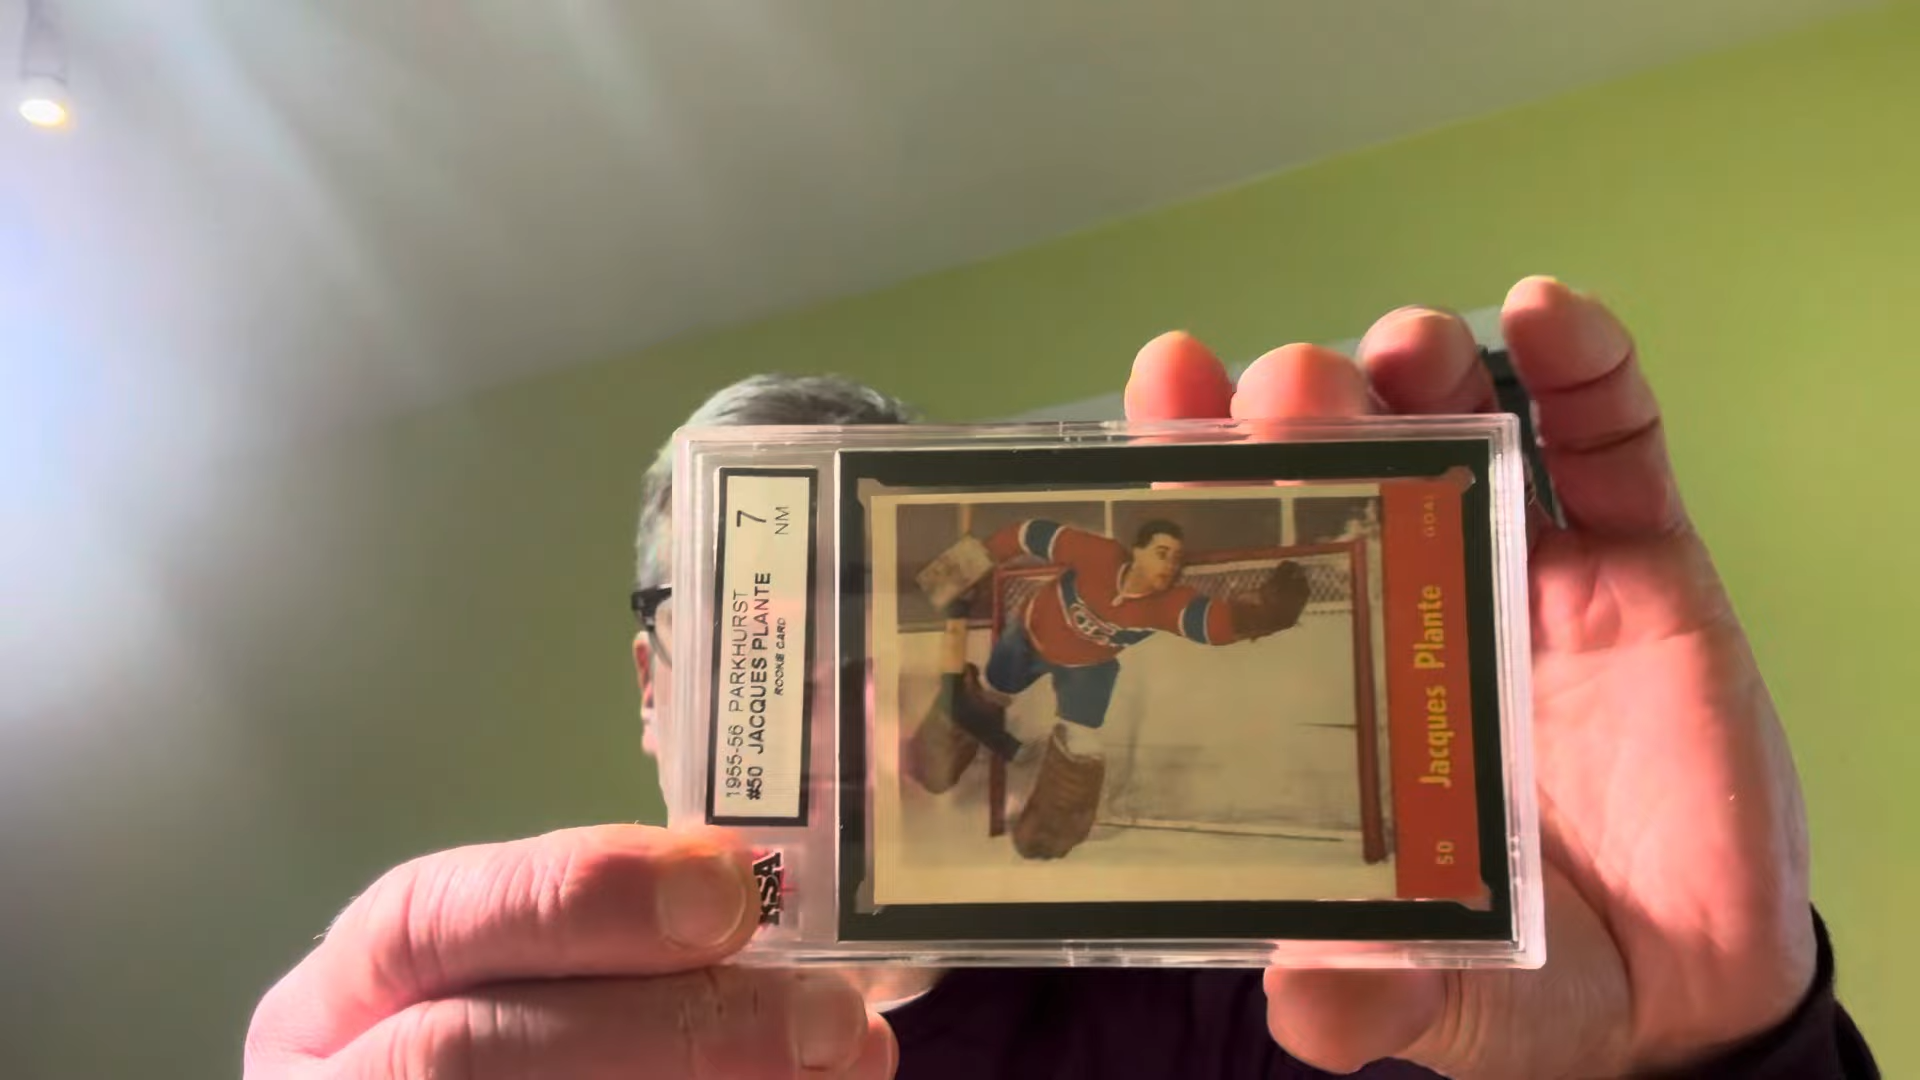 1955-56 PARKHURST 7
#50 JACQUES PLANTE NM
ROOKIE CARD
KSA
50 Jacques Plante GOAL